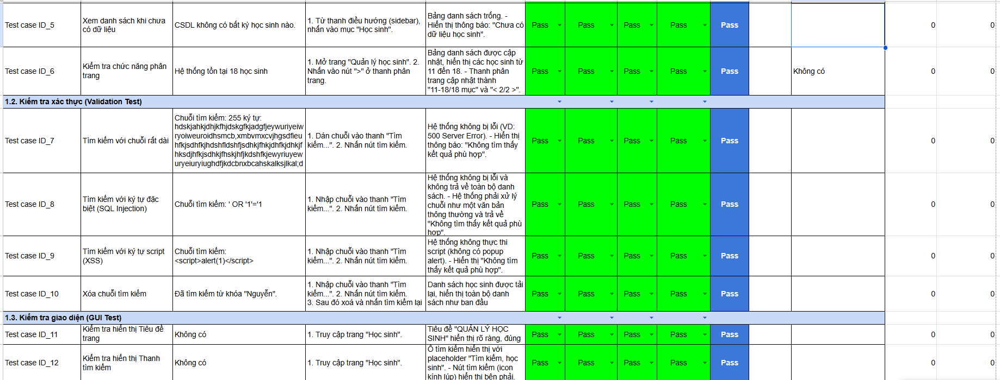 Test case ID_5
Xem danh sách khi chưa
có dữ liệu
CSDL không có bất kỳ học sinh nào.
1. Từ thanh điều hướng (sidebar),
nhấn vào mục "Học sinh".
Bảng danh sách trống. -
Hiển thị thông báo: "Chưa có
dữ liệu học sinh".
Pass
Pass
Pass
Pass
Pass
0
0
Test case ID_6
Kiểm tra chức năng phân
trang
Hệ thống tồn tại 18 học sinh
1. Mở trang "Quản lý học sinh". 2.
Nhấn vào nút ">" ở thanh phân
trang.
Bảng danh sách được cập
nhật, hiển thị các học sinh từ
11 đến 18. - Thanh phân
trang cập nhật thành
"11-18/18 mục" và "< 2/2 >".
Pass
Pass
Pass
Pass
Pass
Không có
0
0
1.2. Kiểm tra xác thực (Validation Test)
Test case ID_7
Tìm kiếm với chuỗi rất dài
Chuỗi tìm kiếm: 255 ký tự:
hdskjahkjdhjkfhjdskgfkjadgfjeywuriyeiw
ryoiweuroidhsmcb,xmbvmxcvjhgsdfieu
hfkjsdhfkjhdshfldshfjsdhkjfhkjdhfkjdhkjf
hksdjhfkjsdhkjfhskjhfjkdshfkjewyriuyew
uryeiuryiughdfjkdcbnxbcahskalksjlkal;d
1. Dán chuỗi vào thanh "Tìm
kiếm...". 2. Nhấn nút tìm kiếm.
Hệ thống không bị lỗi (VD:
500 Server Error). - Hiển thị
thông báo: "Không tìm thấy
kết quả phù hợp".
Pass
Pass
Pass
Pass
Pass
0
0
Test case ID_8
Tìm kiếm với ký tự đặc
biệt (SQL Injection)
Chuỗi tìm kiếm: ' OR '1'='1
1. Nhập chuỗi vào thanh "Tìm
kiếm...". 2. Nhấn nút tìm kiếm.
Hệ thống không bị lỗi và
không trả về toàn bộ danh
sách. - Hệ thống phải xử lý
chuỗi như một văn bản
thông thường và trả về
"Không tìm thấy kết quả phù
hợp".
Pass
Pass
Pass
Pass
Pass
0
0
Test case ID_9
Tìm kiếm với ký tự script
(XSS)
Chuỗi tìm kiếm:
<script>alert(1)</script>
1. Nhập chuỗi vào thanh "Tìm
kiếm...". 2. Nhấn nút tìm kiếm.
Hệ thống không thực thi
script (không có popup
alert). - Hiển thị "Không tìm
thấy kết quả phù hợp".
Pass
Pass
Pass
Pass
Pass
0
0
Test case ID_10
Xóa chuỗi tìm kiếm
Đã tìm kiếm từ khóa "Nguyễn".
1. Nhập chuỗi vào thanh "Tìm
kiếm...". 2. Nhấn nút tìm kiếm.
3. Sau đó xoá và nhấn tìm kiếm lại
Danh sách học sinh được tải
lại, hiển thị toàn bộ danh
sách như ban đầu
Pass
Pass
Pass
Pass
Pass
0
0
1.3. Kiểm tra giao diện (GUI Test)
Test case ID_11
Kiểm tra hiển thị Tiêu đề
trang
Không có
1. Truy cập trang "Học sinh".
Tiêu đề "QUẢN LÝ HỌC
SINH" hiển thị rõ ràng, đúng
Pass
Pass
Pass
Pass
Pass
0
0
Test case ID_12
Kiểm tra hiển thị Thanh
tìm kiếm
Không có
1. Truy cập trang "Học sinh".
Ô tìm kiếm hiển thị với
placeholder "Tìm kiếm, học
sinh". - Nút tìm kiếm (icon
kính lúp) hiển thị bên phải.
Pass
Pass
Pass
Pass
Pass
0
0